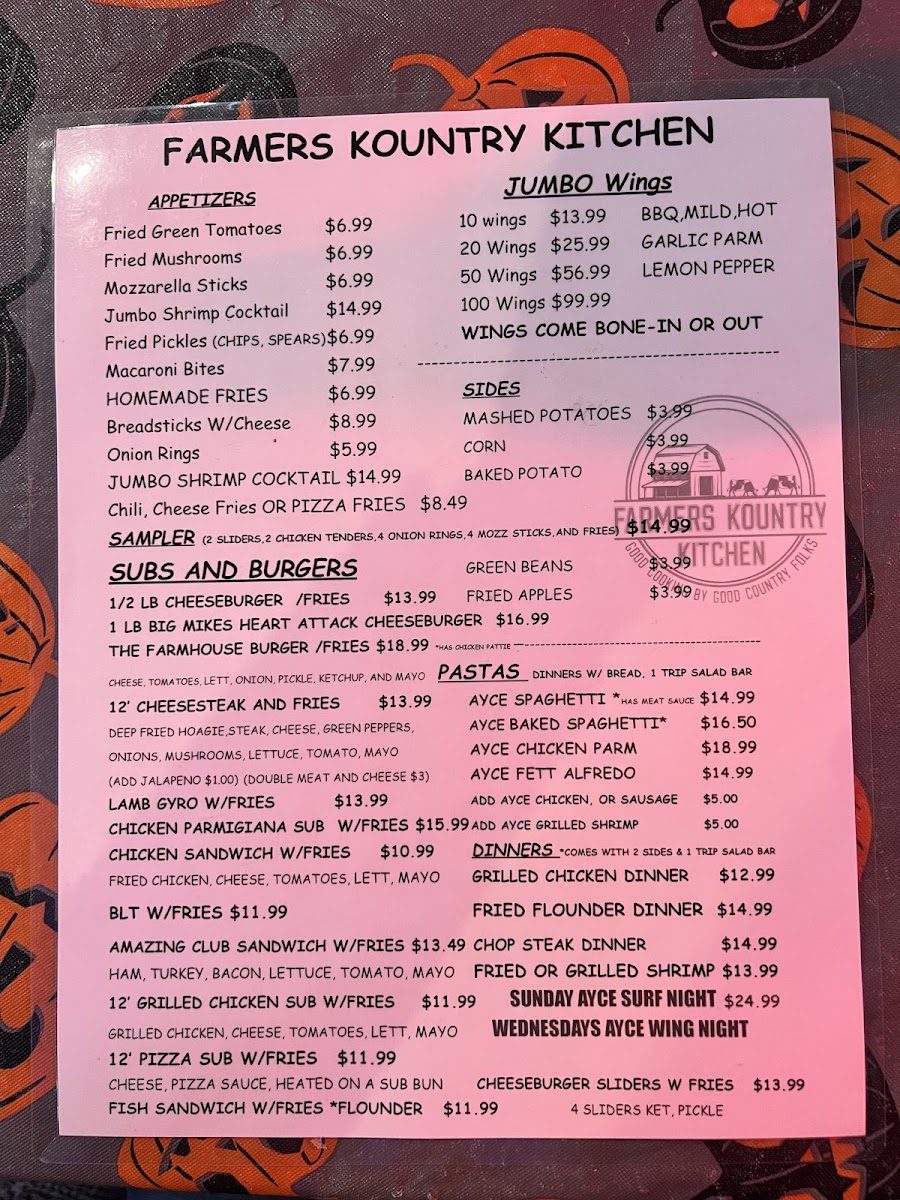 FARMERS KOUNTRY KITCHEN
APPETIZERS
Fried Green Tomatoes $6.99
Fried Mushrooms $6.99
Mozzarella Sticks $6.99
Jumbo Shrimp Cocktail $14.99
Fried Pickles (CHIPS, SPEARS) $6.99
Macaroni Bites $7.99
HOMEMADE FRIES $6.99
Breadsticks W/Cheese $8.99
Onion Rings $5.99
JUMBO SHRIMP COCKTAIL $14.99
Chili, Cheese Fries OR PIZZA FRIES $8.49
SAMPLER (2 SLIDERS,2 CHICKEN TENDERS,4 ONION RINGS,4 MOZZ STICKS,AND FRIES) $14.99
JUMBO Wings
10 wings $13.99 BBQ,MILD,HOT
20 Wings $25.99 GARLIC PARM
50 Wings $56.99 LEMON PEPPER
100 Wings $99.99
WINGS COME BONE-IN OR OUT
SIDES
MASHED POTATOES $3.99
CORN $3.99
BAKED POTATO $3.99
GREEN BEANS $3.99
FRIED APPLES $3.99
FARMERS KOUNTRY
KITCHEN
GOOD COOKING BY GOOD COUNTRY FOLKS
SUBS AND BURGERS
1/2 LB CHEESEBURGER /FRIES $13.99
1 LB BIG MIKES HEART ATTACK CHEESEBURGER $16.99
THE FARMHOUSE BURGER /FRIES $18.99 *HAS CHICKEN PATTIE
CHEESE, TOMATOES, LETT, ONION, PICKLE, KETCHUP, AND MAYO
12' CHEESESTEAK AND FRIES $13.99
DEEP FRIED HOAGIE,STEAK, CHEESE, GREEN PEPPERS,
ONIONS, MUSHROOMS, LETTUCE, TOMATO, MAYO
(ADD JALAPENO $1.00) (DOUBLE MEAT AND CHEESE $3)
LAMB GYRO W/FRIES $13.99
CHICKEN PARMIGIANA SUB W/FRIES $15.99
CHICKEN SANDWICH W/FRIES $10.99
FRIED CHICKEN, CHEESE, TOMATOES, LETT, MAYO
BLT W/FRIES $11.99
AMAZING CLUB SANDWICH W/FRIES $13.49
HAM, TURKEY, BACON, LETTUCE, TOMATO, MAYO
12' GRILLED CHICKEN SUB W/FRIES $11.99
GRILLED CHICKEN, CHEESE, TOMATOES, LETT, MAYO
12' PIZZA SUB W/FRIES $11.99
CHEESE, PIZZA SAUCE, HEATED ON A SUB BUN
FISH SANDWICH W/FRIES *FLOUNDER $11.99
PASTAS DINNERS W/ BREAD, 1 TRIP SALAD BAR
AYCE SPAGHETTI *HAS MEAT SAUCE $14.99
AYCE BAKED SPAGHETTI* $16.50
AYCE CHICKEN PARM $18.99
AYCE FETT ALFREDO $14.99
ADD AYCE CHICKEN, OR SAUSAGE $5.00
ADD AYCE GRILLED SHRIMP $5.00
DINNERS *COMES WITH 2 SIDES & 1 TRIP SALAD BAR
GRILLED CHICKEN DINNER $12.99
FRIED FLOUNDER DINNER $14.99
CHOP STEAK DINNER $14.99
FRIED OR GRILLED SHRIMP $13.99
SUNDAY AYCE SURF NIGHT $24.99
WEDNESDAYS AYCE WING NIGHT
CHEESEBURGER SLIDERS W FRIES $13.99
4 SLIDERS KET, PICKLE